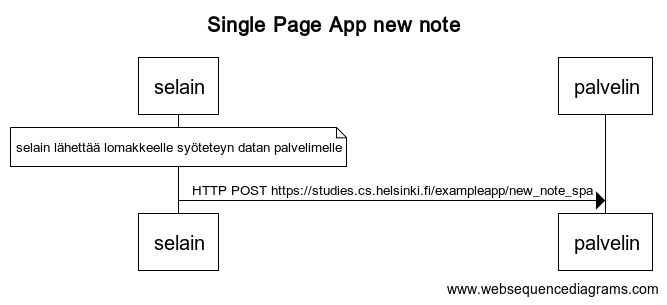 Single Page App new note
selain
palvelin
selain lähettää lomakkeelle syöteteyn datan palvelimelle
HTTP POST https://studies.cs.helsinki.fi/exampleapp/new_note_spa
selain
palvelin
www.websequencediagrams.com